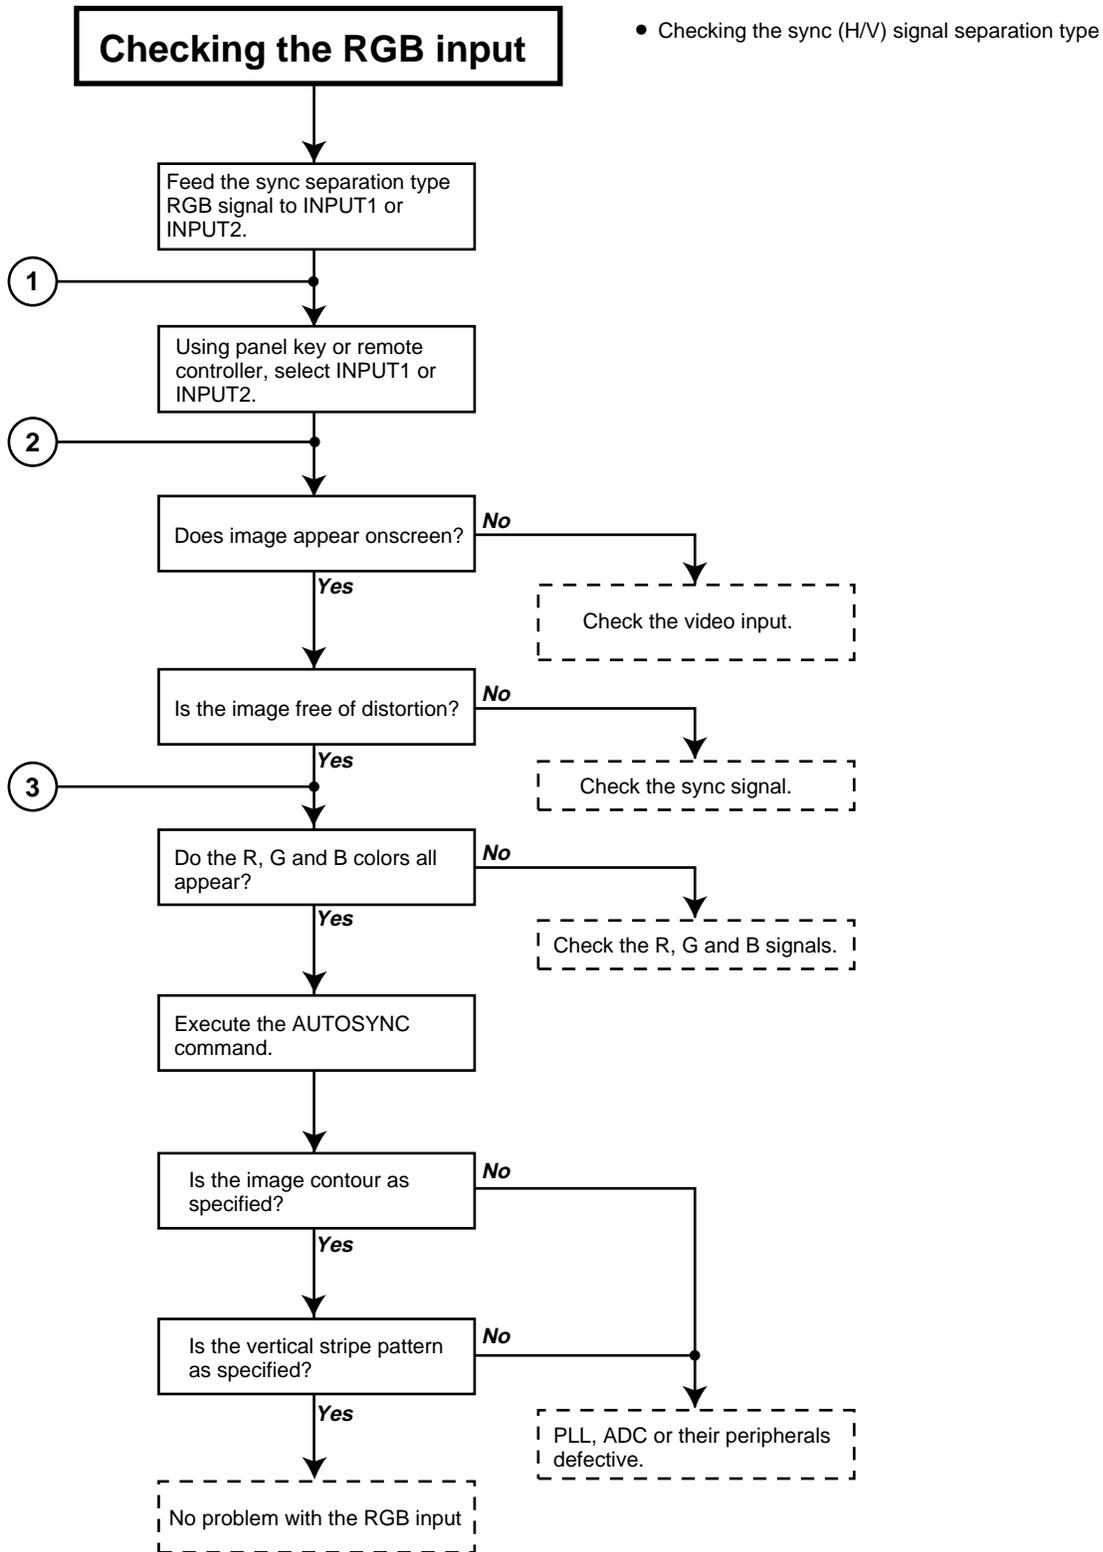 Checking the RGB input
● Checking the sync (H/V) signal separation type
Feed the sync separation type
RGB signal to INPUT1 or
INPUT2.
1
Using panel key or remote
controller, select INPUT1 or
INPUT2.
2
Does image appear onscreen?
No
Yes
Check the video input.
Is the image free of distortion?
No
Yes
Check the sync signal.
3
Do the R, G and B colors all
appear?
No
Yes
Check the R, G and B signals.
Execute the AUTOSYNC
command.
Is the image contour as
specified?
No
Yes
Is the vertical stripe pattern
as specified?
No
Yes
PLL, ADC or their peripherals
defective.
No problem with the RGB input